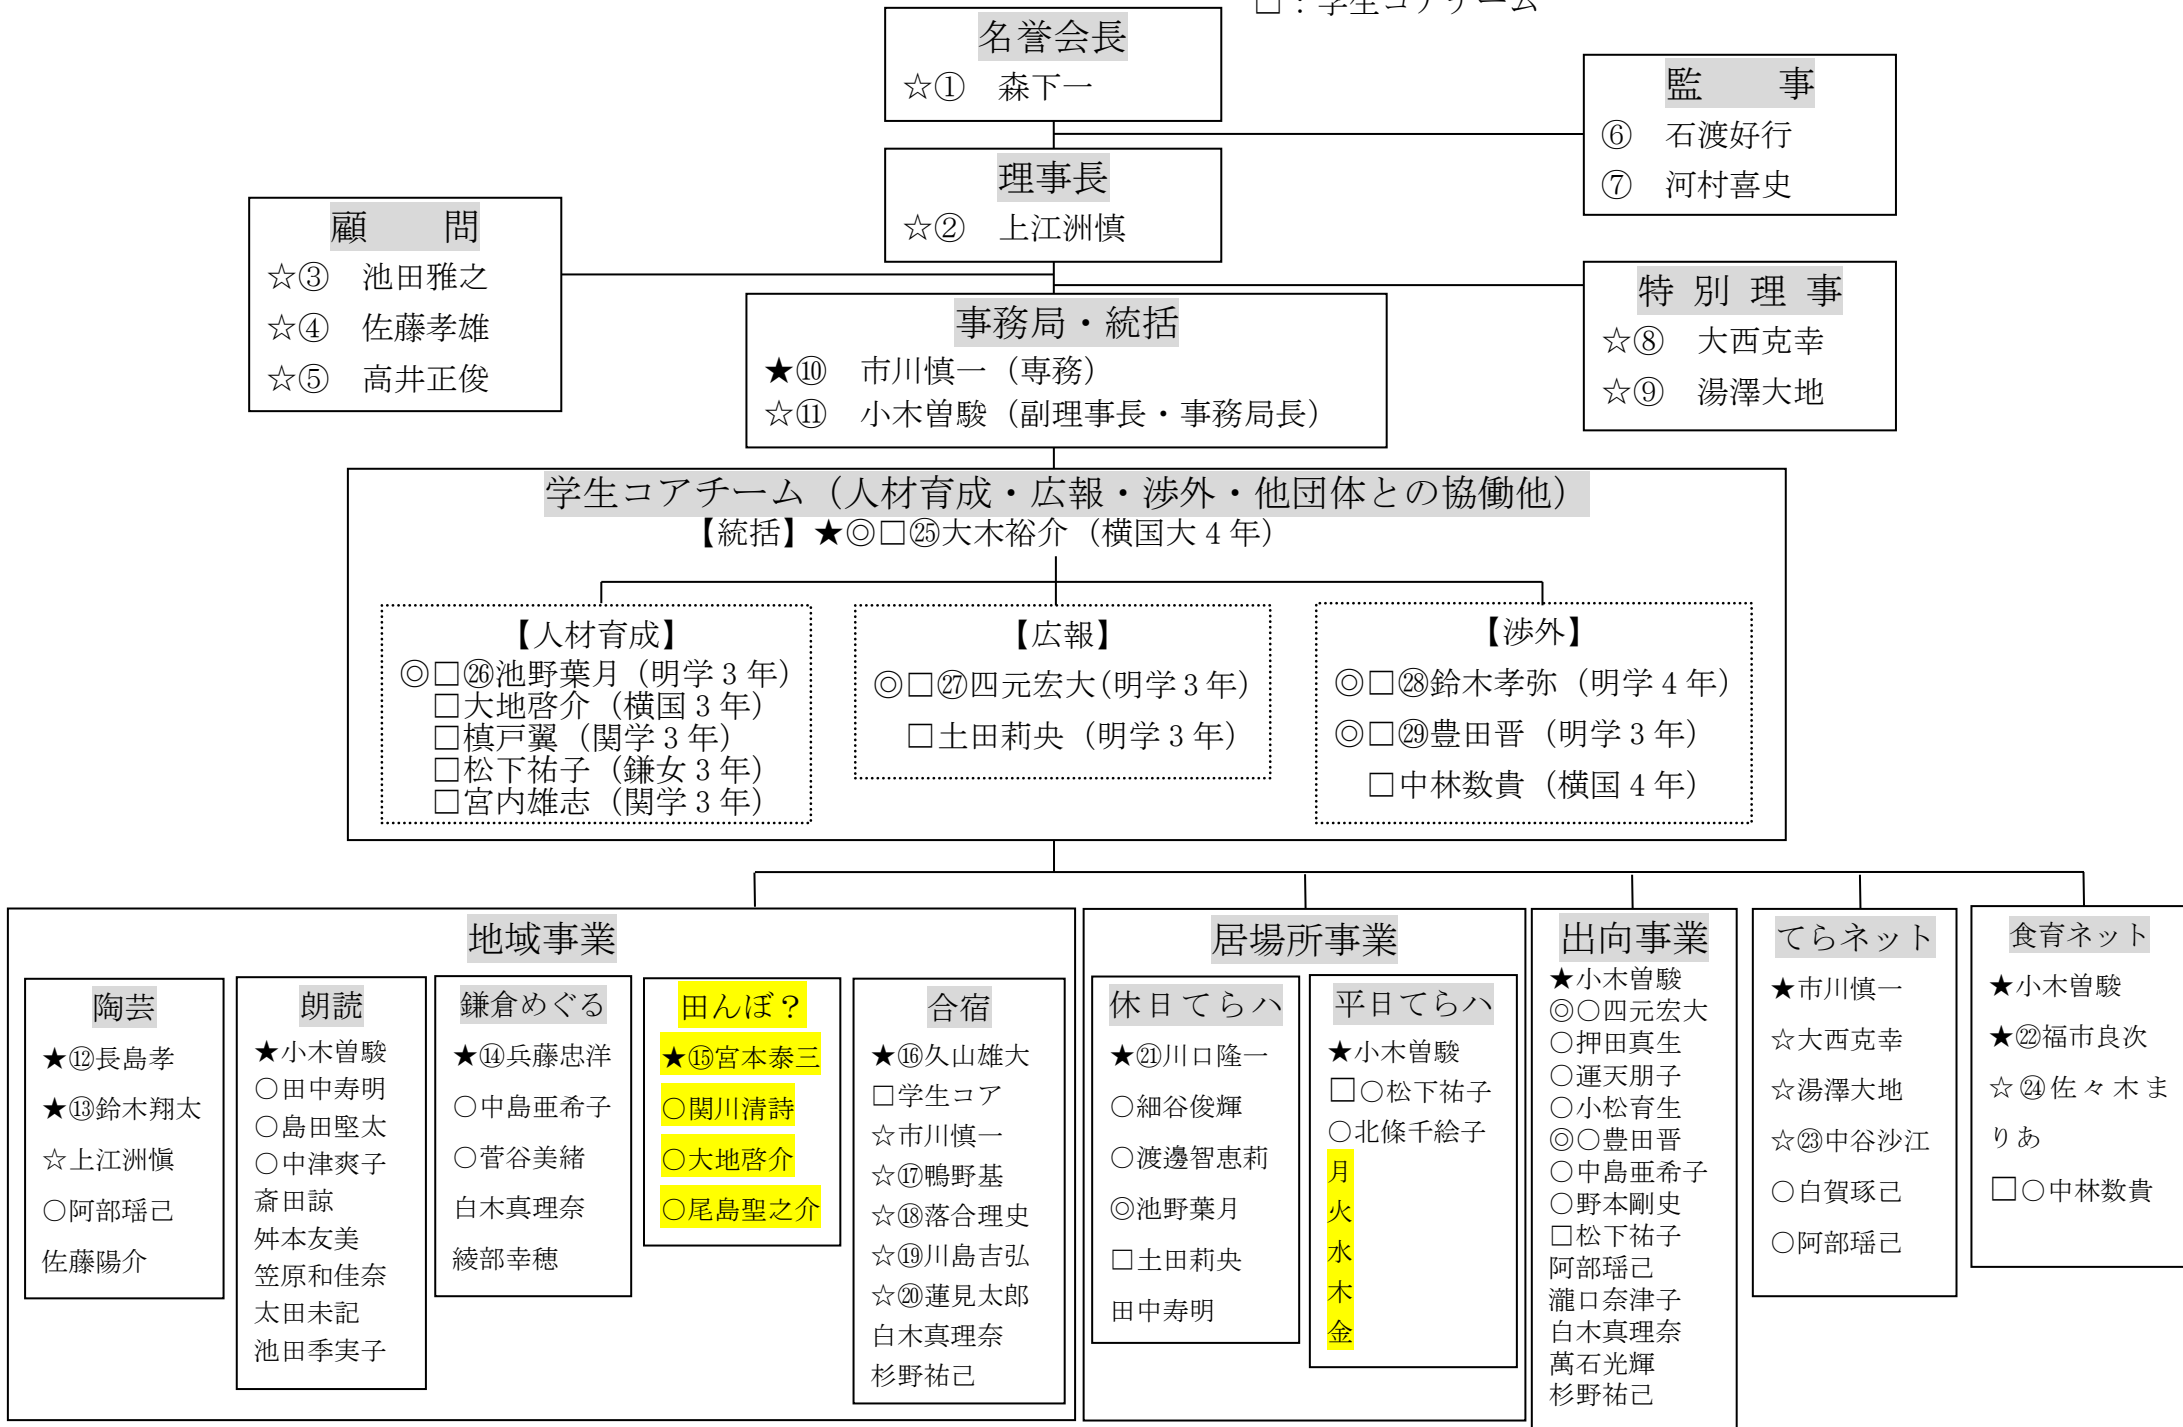 □：学生コアチーム
名誉会長
☆①　森下一
監　　事
⑥　石渡好行
⑦　河村喜史
理事長
☆②　上江洲慎
顧　　問
☆③　池田雅之
☆④　佐藤孝雄
☆⑤　高井正俊
特 別 理 事
☆⑧　大西克幸
☆⑨　湯澤大地
事務局・統括
★⑩　市川慎一（専務）
☆⑪　小木曽駿（副理事長・事務局長）
学生コアチーム（人材育成・広報・渉外・他団体との協働他）
【統括】★◎□㉕大木裕介（横国大４年）
【人材育成】
◎□㉖池野葉月（明学３年）
□大地啓介（横国３年）
□槙戸翼（関学３年）
□松下祐子（鎌女３年）
□宮内雄志（関学３年）
【広報】
◎□㉗四元宏大（明学３年）
□土田莉央（明学３年）
【渉外】
◎□㉘鈴木孝弥（明学４年）
◎□㉙豊田晋（明学３年）
□中林数貴（横国４年）
地域事業
陶芸
★⑫長島孝
★⑬鈴木翔太
☆上江洲愼
○阿部瑶己
佐藤陽介
朗読
★小木曽駿
○田中寿明
○島田堅太
○中津爽子
斎田諒
舛本友美
笠原和佳奈
太田未記
池田季実子
鎌倉めぐる
★⑭兵藤忠洋
○中島亜希子
○菅谷美緒
白木真理奈
綾部幸穂
田んぼ？
★⑮宮本泰三
○関川清詩
○大地啓介
○尾島聖之介
合宿
★⑯久山雄大
□学生コア
☆市川慎一
☆⑰鴨野基
☆⑱落合理史
☆⑲川島吉弘
☆⑳蓮見太郎
白木真理奈
杉野祐己
居場所事業
休日てらハ
★㉑川口隆一
○細谷俊輝
○渡邊智恵莉
◎池野葉月
□土田莉央
田中寿明
平日てらハ
★小木曽駿
□○松下祐子
○北條千絵子
月
火
水
木
金
出向事業
★小木曽駿
◎○四元宏大
○押田真生
○運天朋子
○小松育生
◎○豊田晋
○中島亜希子
○野本剛史
□松下祐子
阿部瑶己
瀧口奈津子
白木真理奈
萬石光輝
杉野祐己
てらネット
★市川慎一
☆大西克幸
☆湯澤大地
☆㉓中谷沙江
○白賀琢己
○阿部瑶己
食育ネット
★小木曽駿
★㉒福市良次
☆㉔佐々木ま
りあ
□○中林数貴